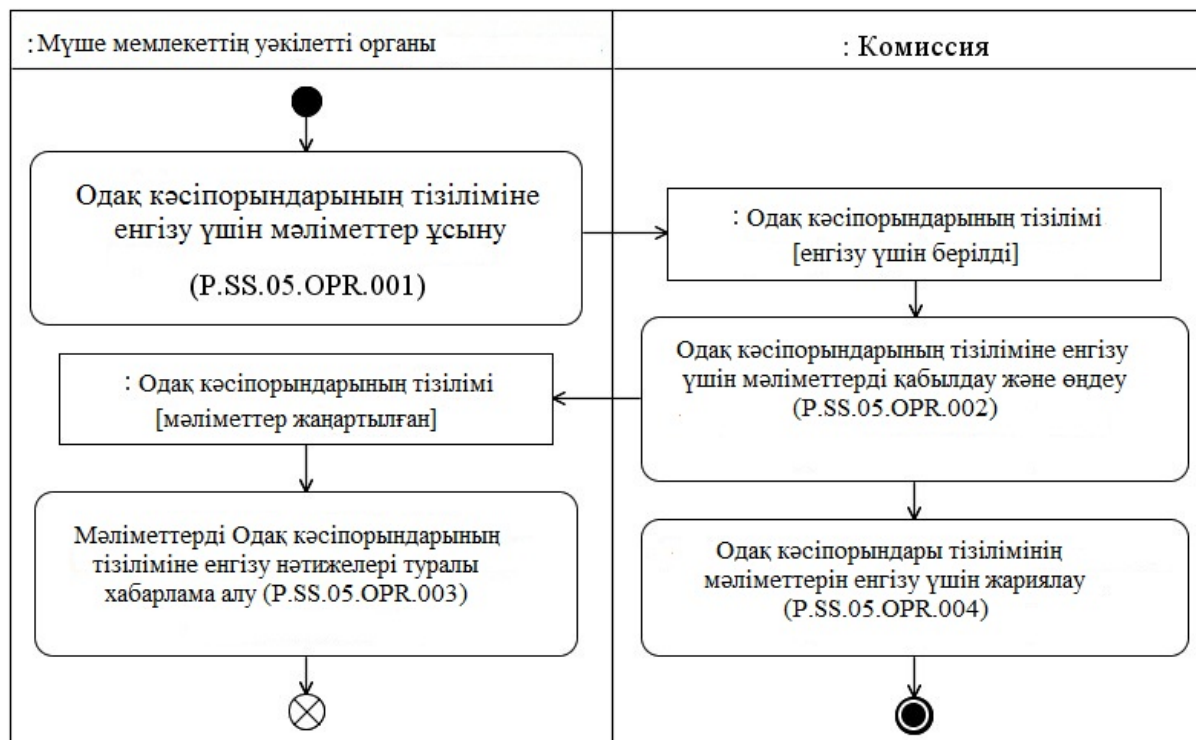 : Мүше мемлекеттің уәкілетті органы
: Комиссия
Одақ кәсіпорындарының тізіліміне
енгізу үшін мәліметтер ұсыну
(P.SS.05.OPR.001)
: Одақ кәсіпорындарының тізілімі
[енгізу үшін берілді]
Одақ кәсіпорындарының тізіліміне енгізу
үшін мәліметтерді қабылдау және өңдеу
(P.SS.05.OPR.002)
: Одақ кәсіпорындарының тізілімі
[мәліметтер жаңартылған]
Мәліметтерді Одақ кәсіпорындарының
тізіліміне енгізу нәтижелері туралы
хабарлама алу (P.SS.05.OPR.003)
Одақ кәсіпорындары тізілімінің
мәліметтерін енгізу үшін жариялау
(P.SS.05.OPR.004)